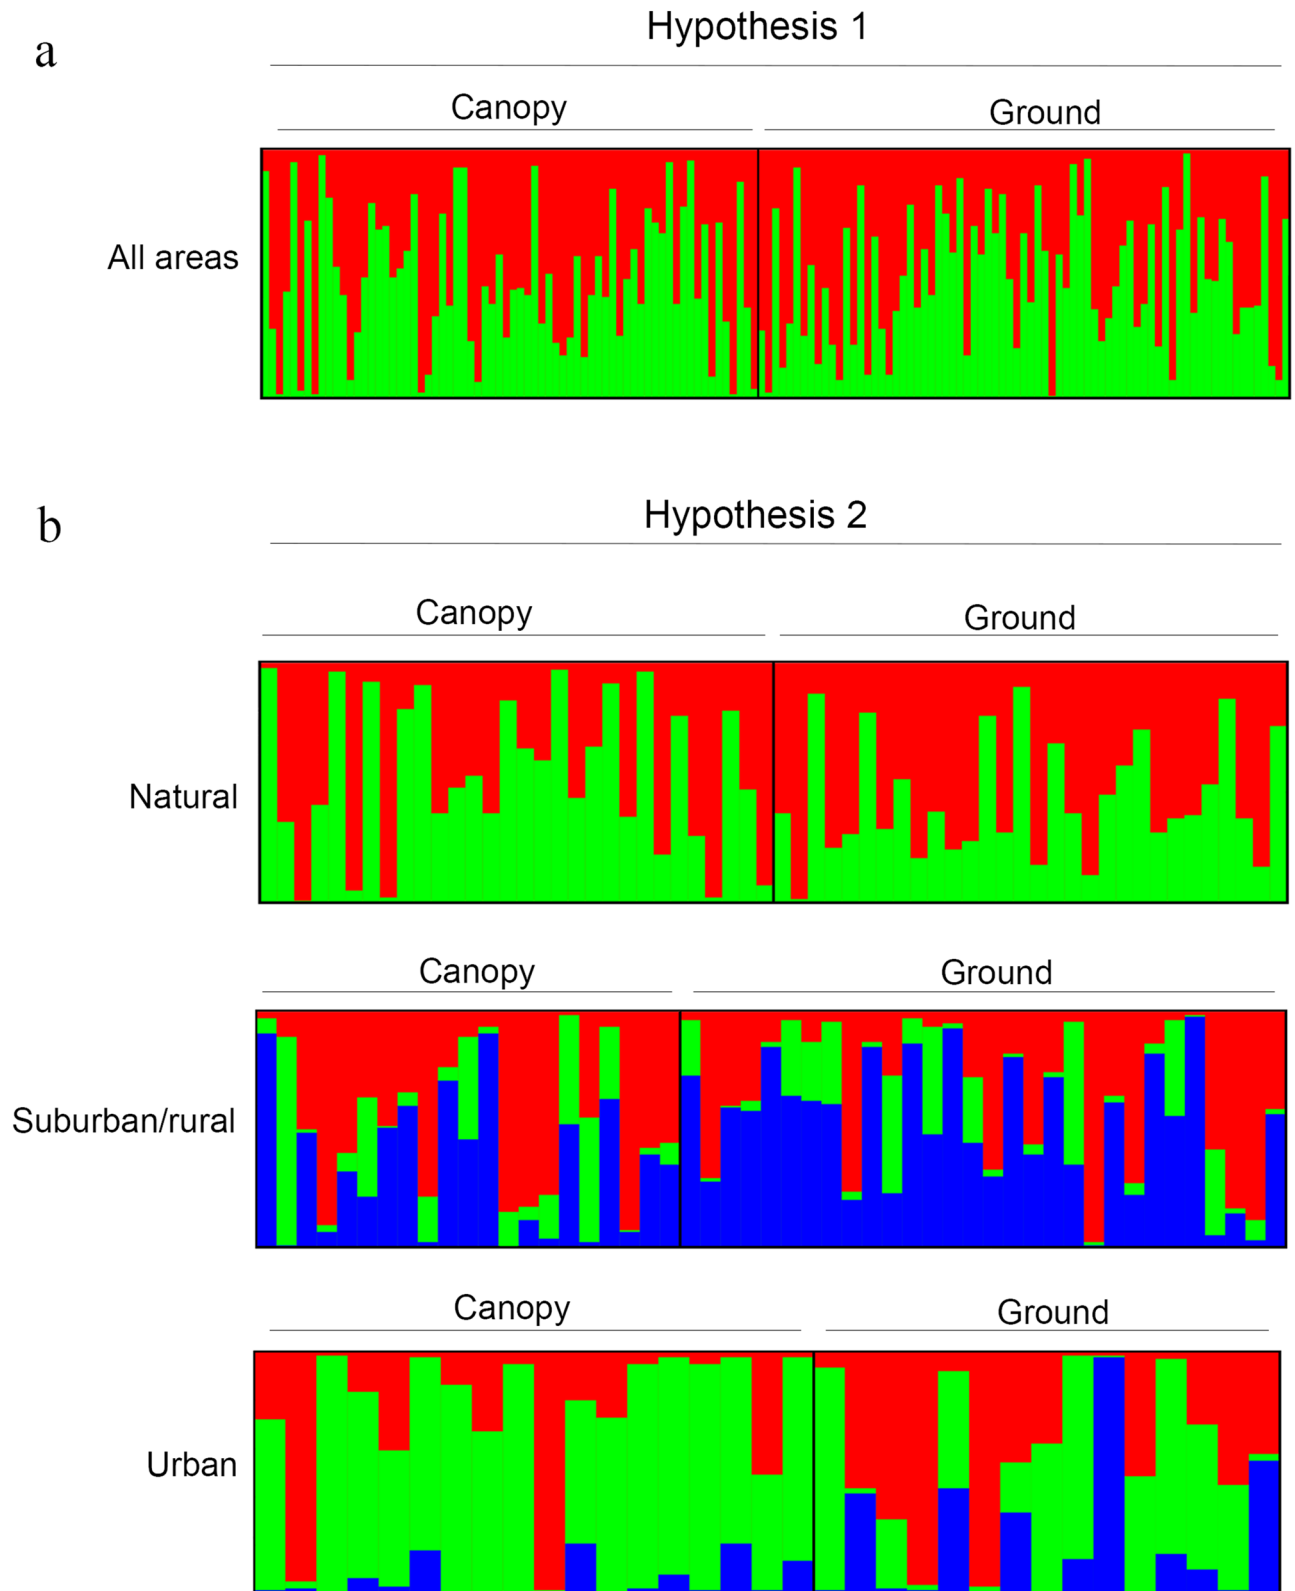 a
Hypothesis 1
Canopy
Ground
All areas
b
Hypothesis 2
Canopy
Ground
Natural
Canopy
Ground
Suburban/rural
Canopy
Ground
Urban